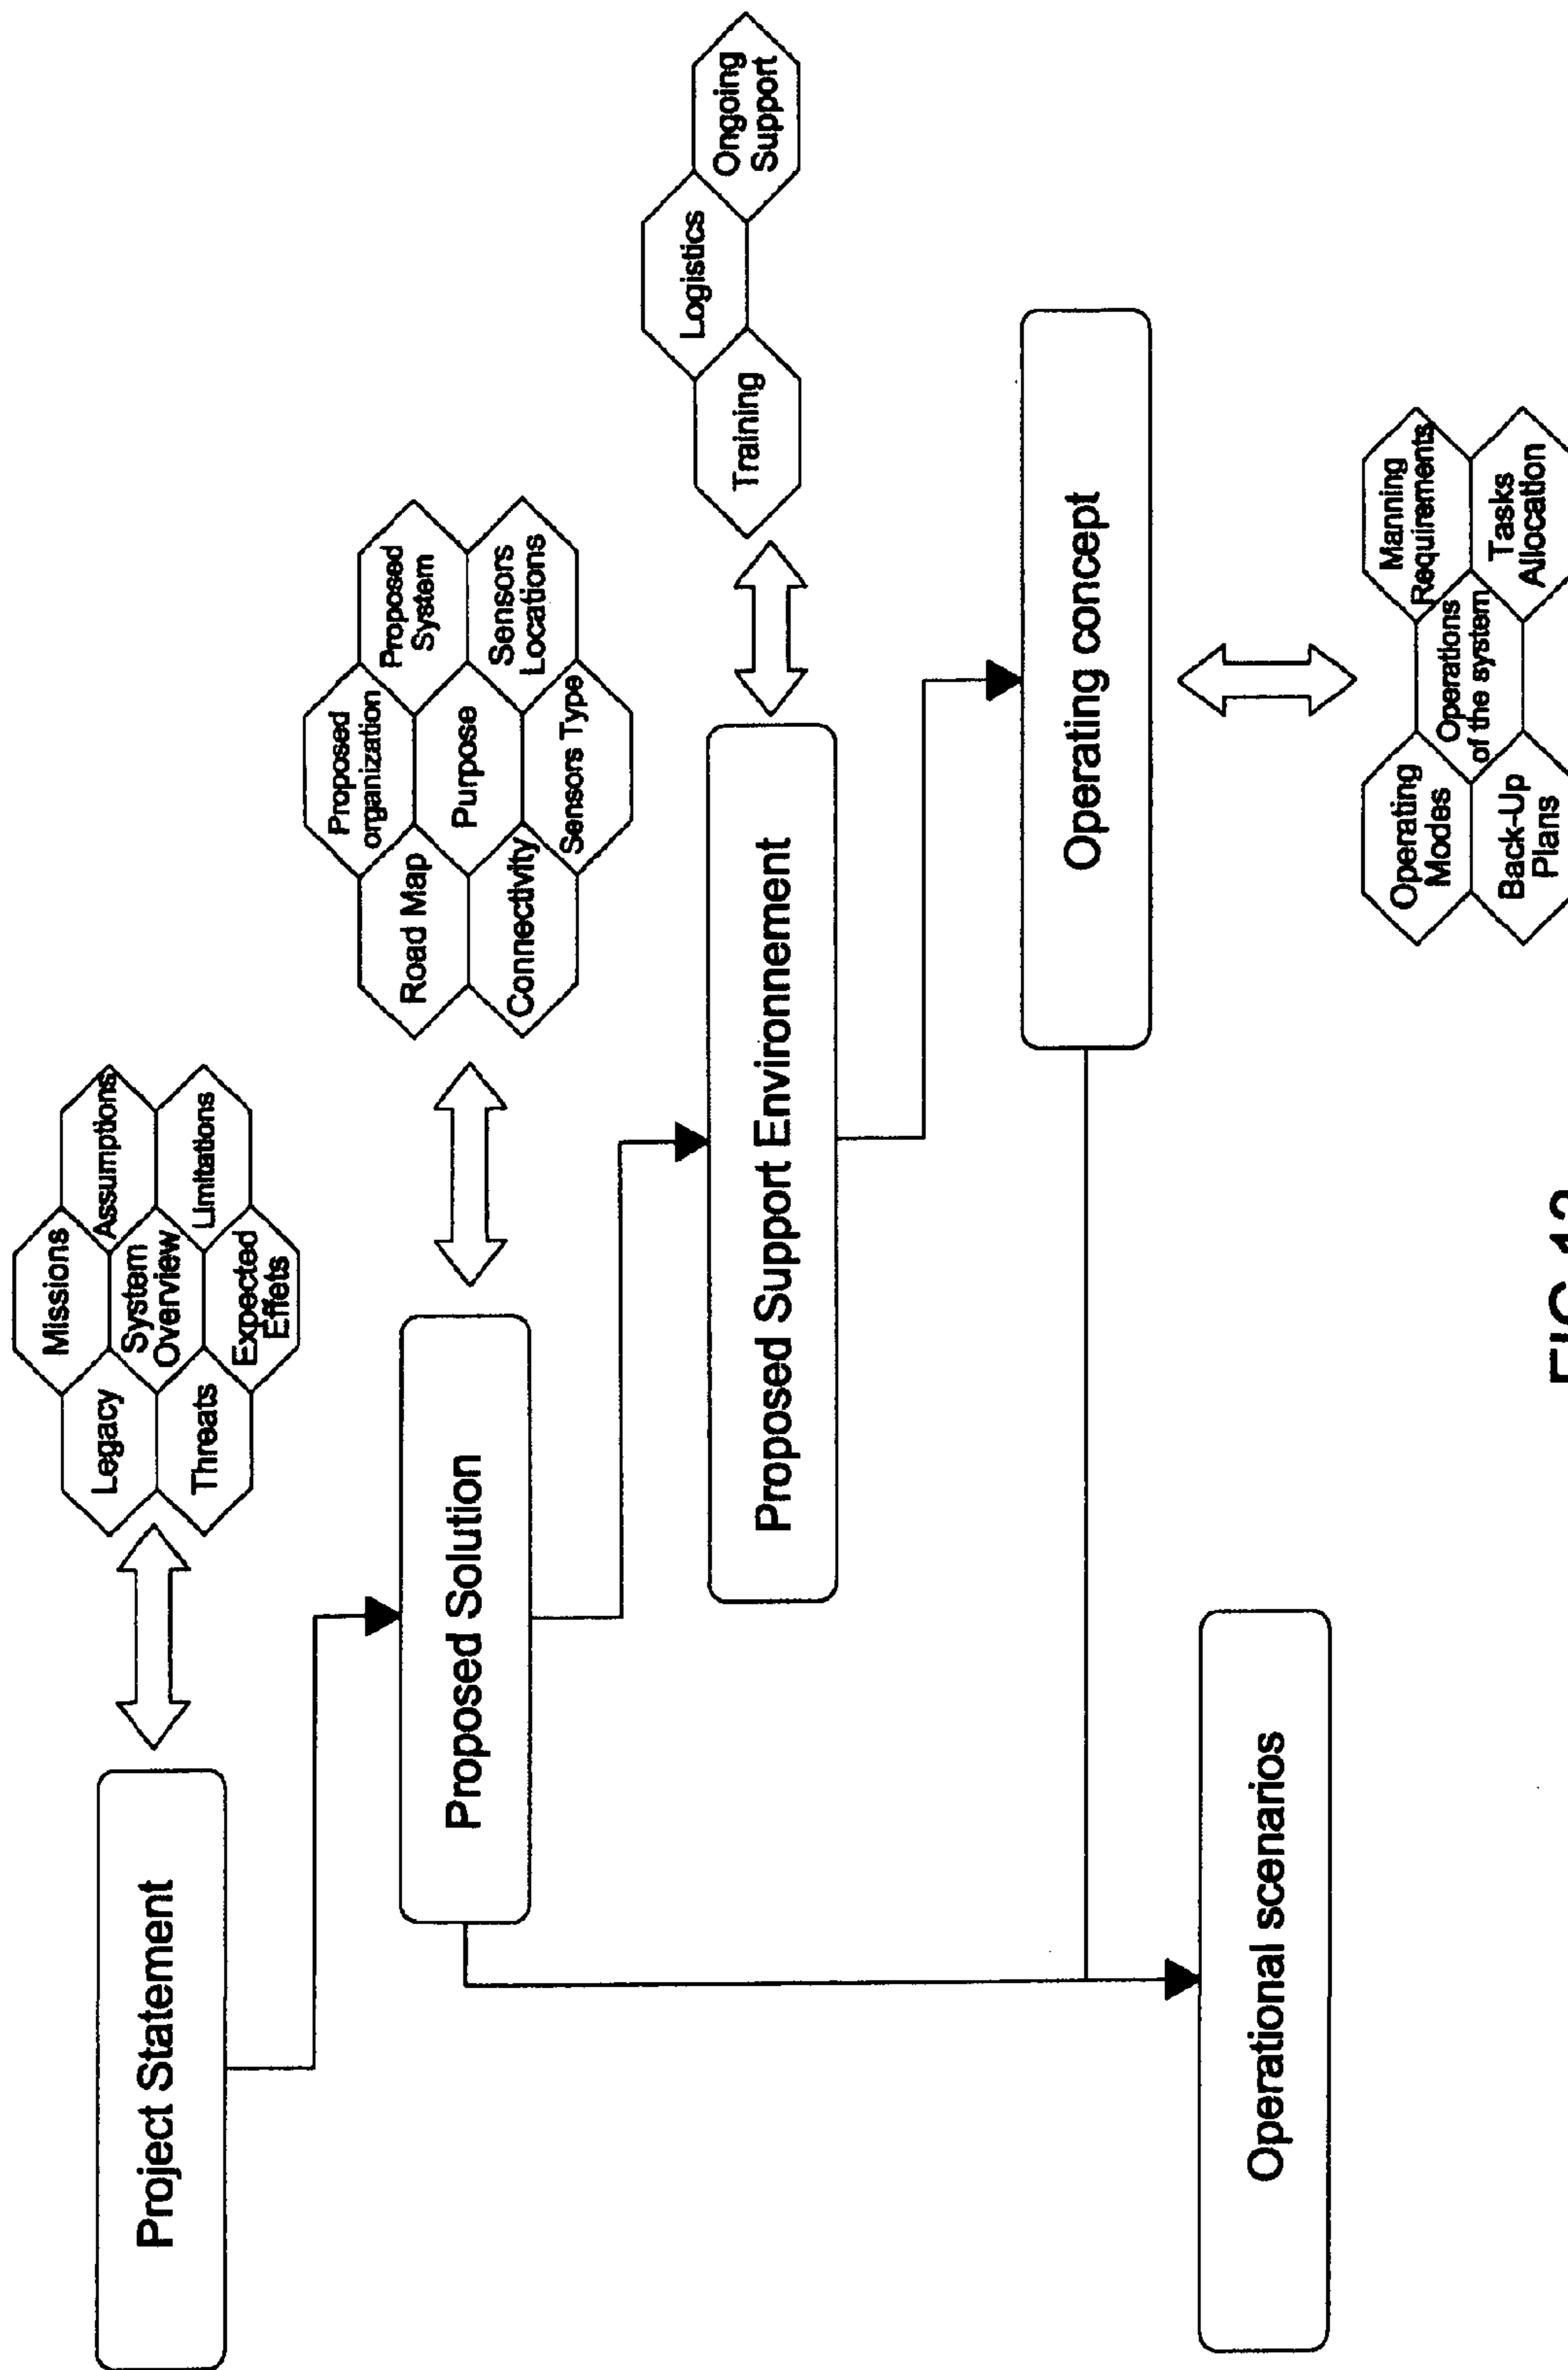 Project Statement
Legacy
Missions
Assumptions
Threats
System
Overview
Limitations
Expected
Effets
Proposed Solution
Road Map
Proposed
organization
Proposed
System
Connectivity
Purpose
Sensors
Locations
Sensors Type
Proposed Support Environnement
Training
Logistics
Ongoing
Support
Operating concept
Operating
Modes
Operations
of the system
Manning
Requirements
Back-Up
Plans
Tasks
Allocation
Operational scenarios
FIG